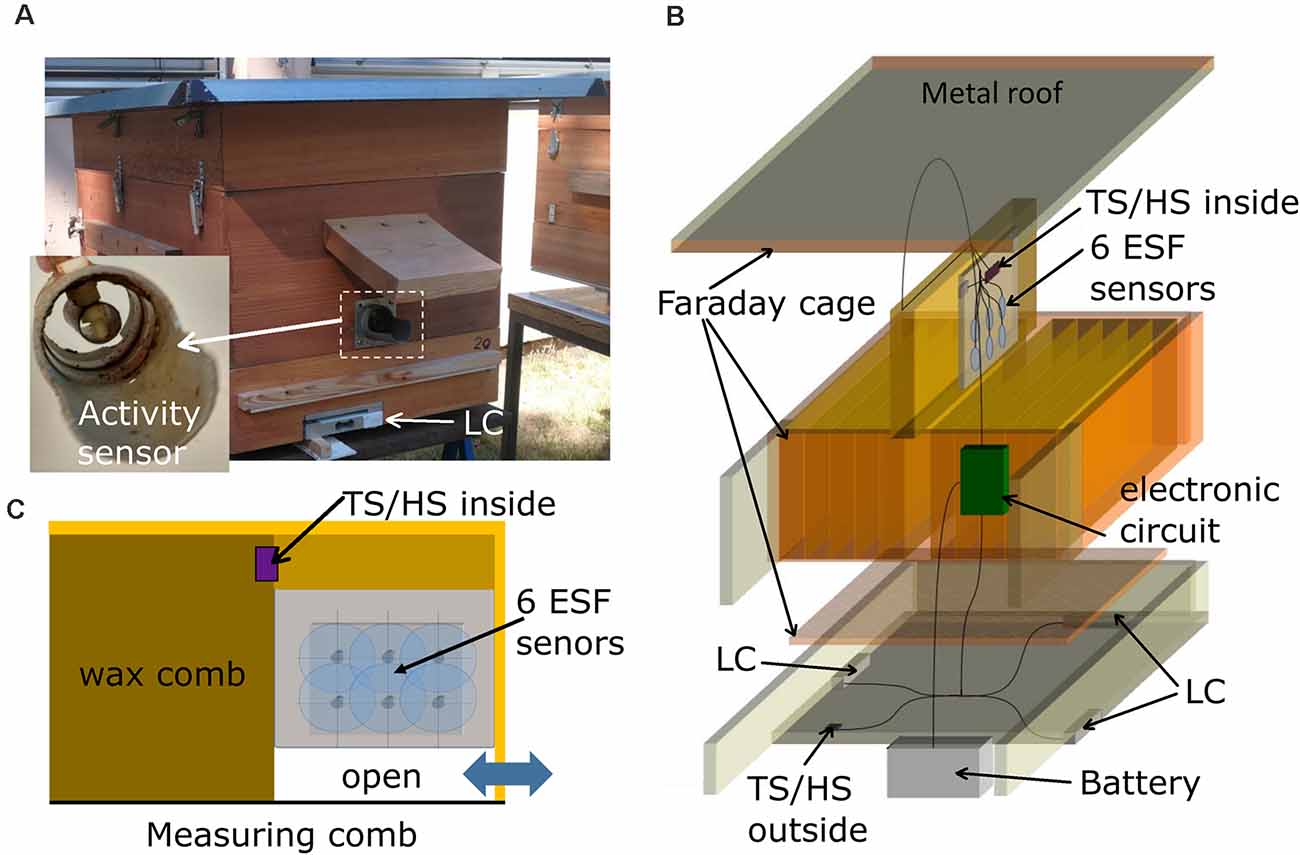 A
Activity
sensor
LC
20
B
Metal roof
TS/HS inside
6 ESF
sensors
Faraday cage
electronic
circuit
LC
LC
TS/HS
outside
Battery
C
TS/HS inside
6 ESF
senors
wax comb
open
Measuring comb